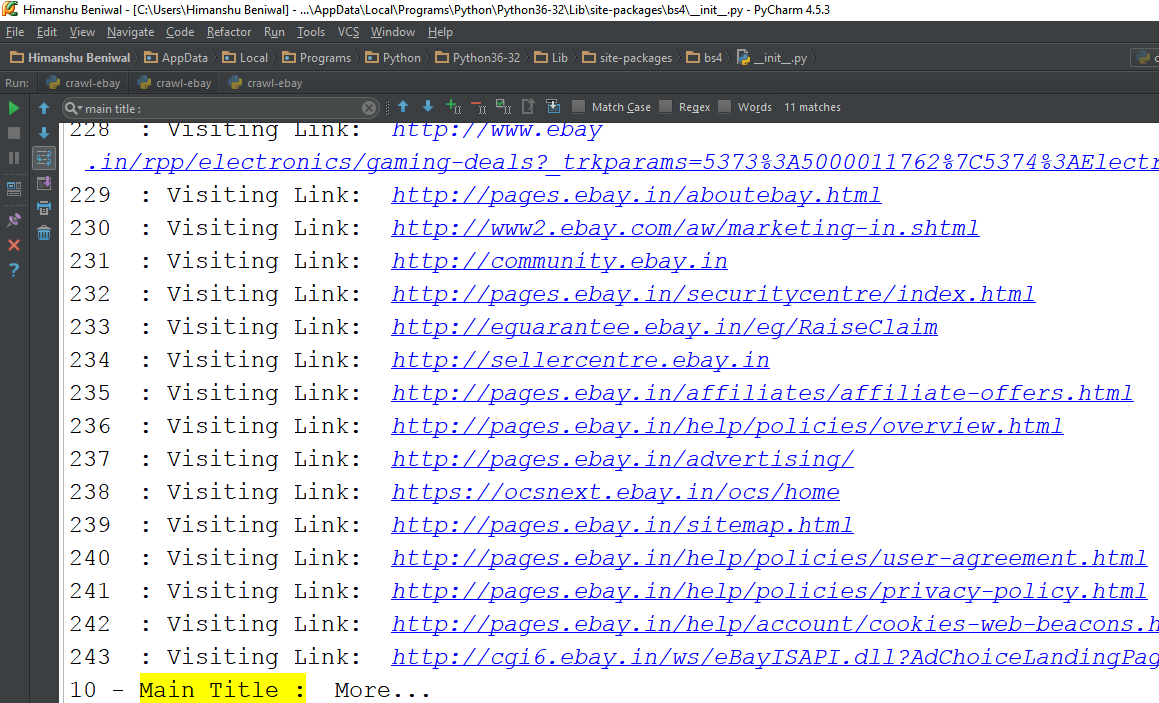 Himanshu Beniwal - [C:\Users\Himanshu Beniwal] - ...\AppData\Local\Programs\Python\Python36-32\Lib\site-packages\bs4\__init__.py - PyCharm 4.5.3
File Edit View Navigate Code Refactor Run Tools VCS Window Help
Himanshu Beniwal AppData Local Programs Python Python36-32 Lib site-packages bs4 __init__.py
Run: crawl-ebay crawl-ebay crawl-ebay
main title : Match Case Regex Words 11 matches
228 : Visiting Link: http://www.ebay
.in/rpp/electronics/gaming-deals?_trkparams=5373%3A5000011762%7C5374%3AElectr
229 : Visiting Link: http://pages.ebay.in/aboutebay.html
230 : Visiting Link: http://www2.ebay.com/aw/marketing-in.shtml
231 : Visiting Link: http://community.ebay.in
232 : Visiting Link: http://pages.ebay.in/securitycentre/index.html
233 : Visiting Link: http://eguarantee.ebay.in/eg/RaiseClaim
234 : Visiting Link: http://sellercentre.ebay.in
235 : Visiting Link: http://pages.ebay.in/affiliates/affiliate-offers.html
236 : Visiting Link: http://pages.ebay.in/help/policies/overview.html
237 : Visiting Link: http://pages.ebay.in/advertising/
238 : Visiting Link: https://ocsnext.ebay.in/ocs/home
239 : Visiting Link: http://pages.ebay.in/sitemap.html
240 : Visiting Link: http://pages.ebay.in/help/policies/user-agreement.html
241 : Visiting Link: http://pages.ebay.in/help/policies/privacy-policy.html
242 : Visiting Link: http://pages.ebay.in/help/account/cookies-web-beacons.h
243 : Visiting Link: http://cgi6.ebay.in/ws/eBayISAPI.dll?AdChoiceLandingPag
10 - Main Title : More...